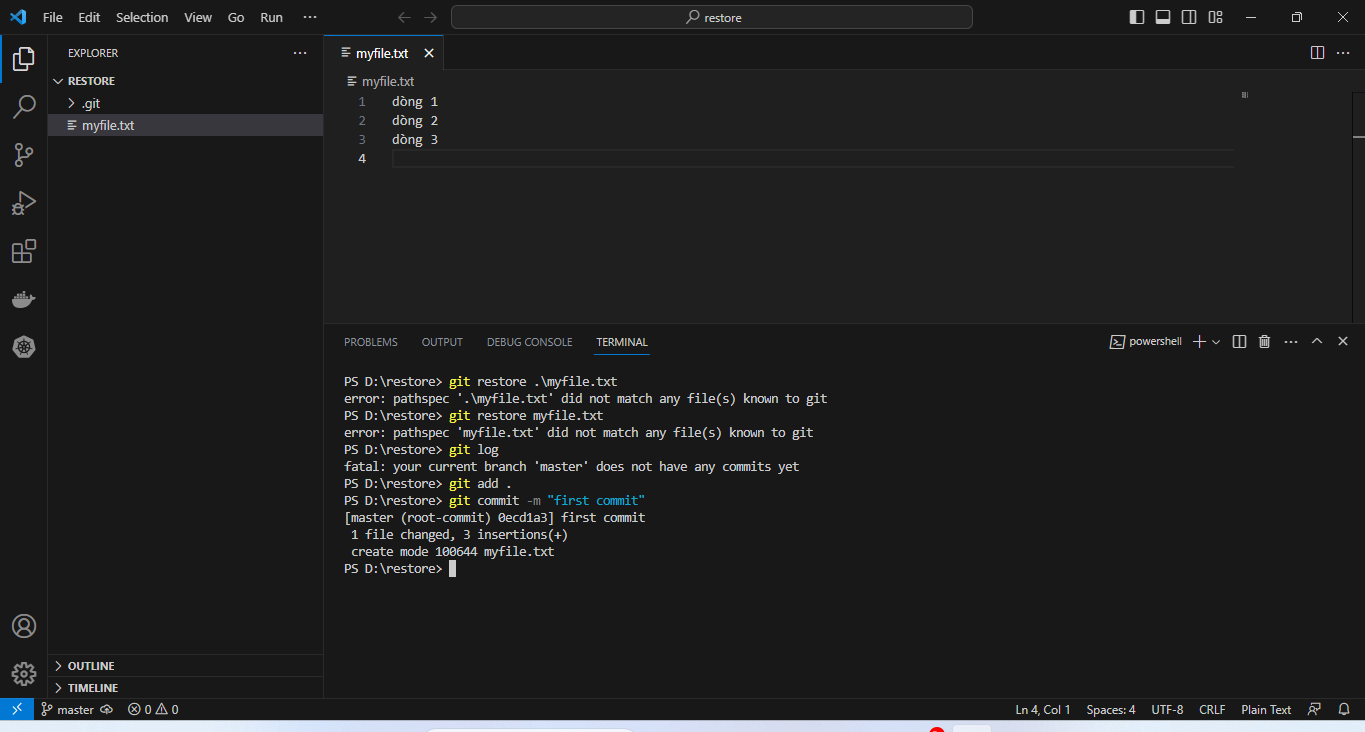 File Edit Selection View Go Run ···
restore
EXPLORER
RESTORE
.git
myfile.txt
OUTLINE
TIMELINE
myfile.txt
myfile.txt
1 dòng 1
2 dòng 2
3 dòng 3
4
PROBLEMS OUTPUT DEBUG CONSOLE TERMINAL
powershell
PS D:\restore> git restore .\myfile.txt
error: pathspec '.\myfile.txt' did not match any file(s) known to git
PS D:\restore> git restore myfile.txt
error: pathspec 'myfile.txt' did not match any file(s) known to git
PS D:\restore> git log
fatal: your current branch 'master' does not have any commits yet
PS D:\restore> git add .
PS D:\restore> git commit -m "first commit"
[master (root-commit) 0ecd1a3] first commit
 1 file changed, 3 insertions(+)
 create mode 100644 myfile.txt
PS D:\restore>
master 0 0 Ln 4, Col 1 Spaces: 4 UTF-8 CRLF Plain Text